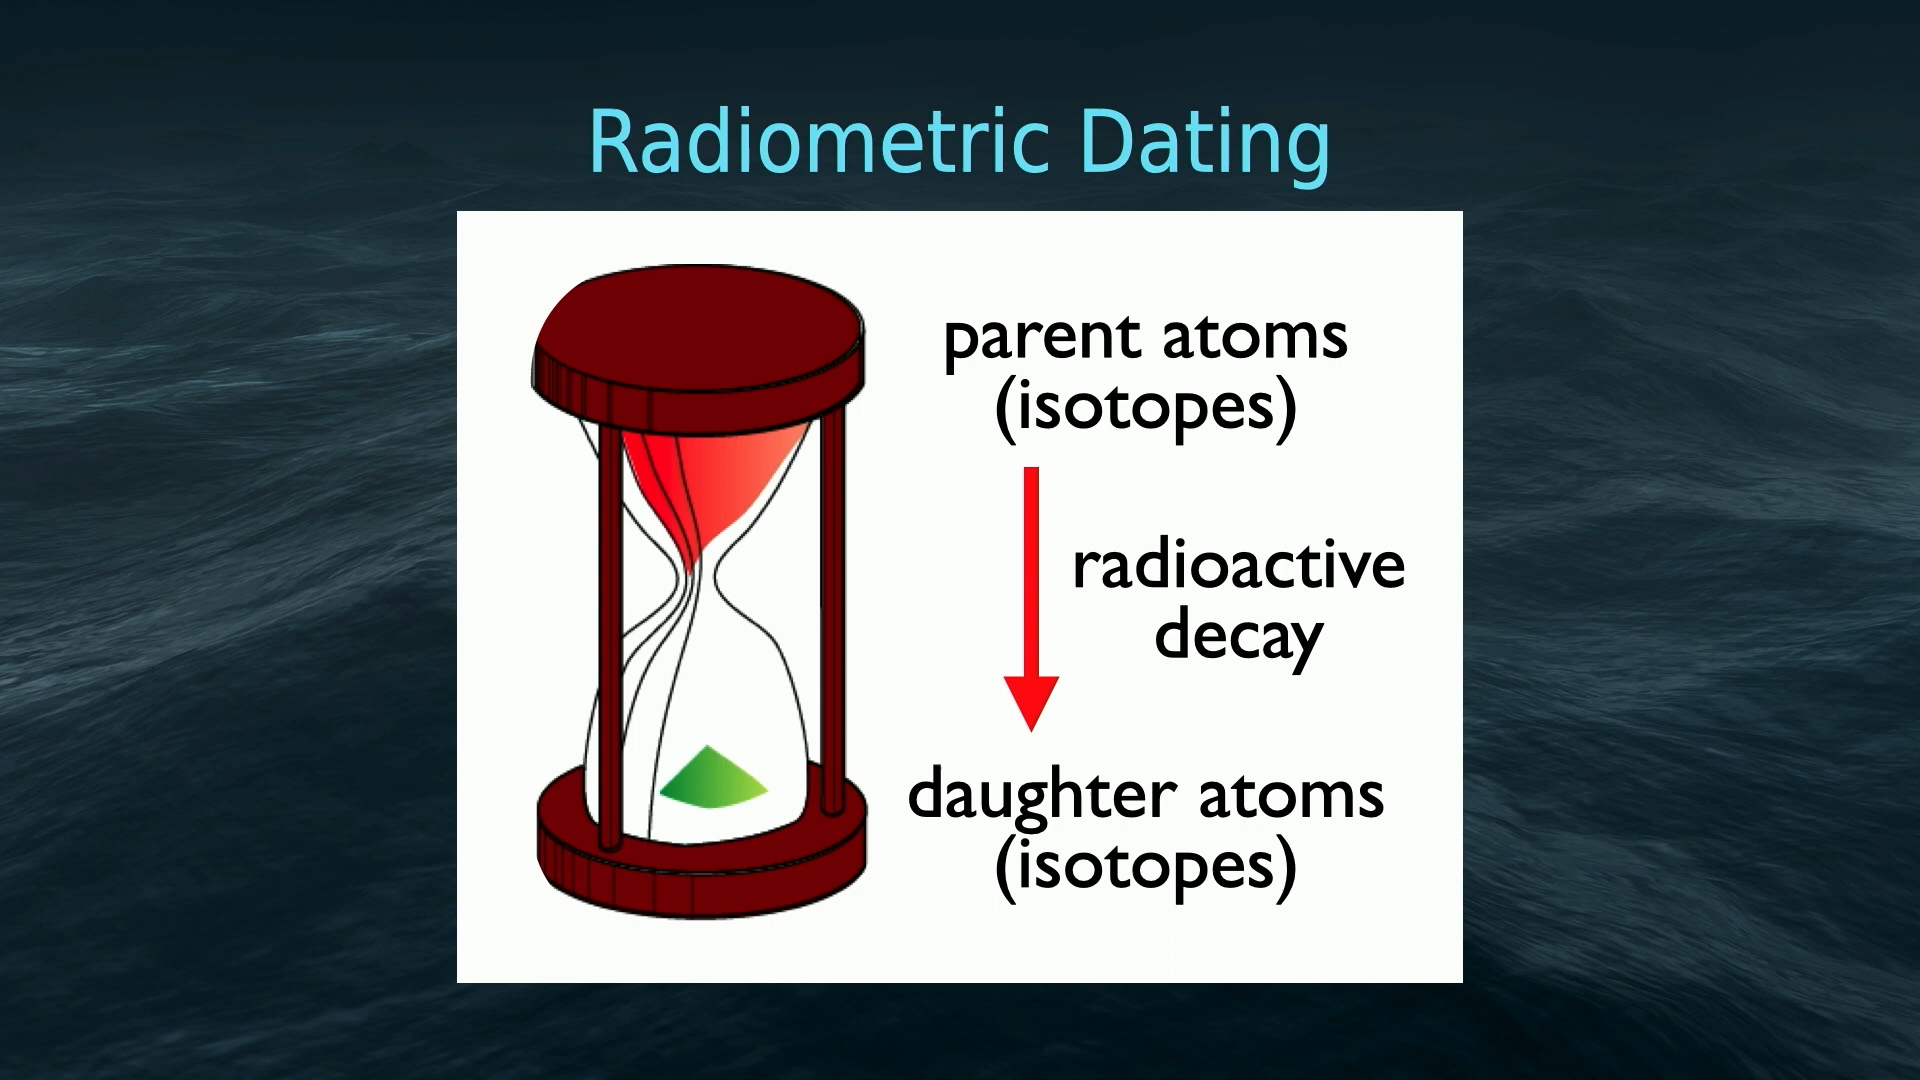 Radiometric Dating
parent atoms
(isotopes)
radioactive
decay
daughter atoms
(isotopes)